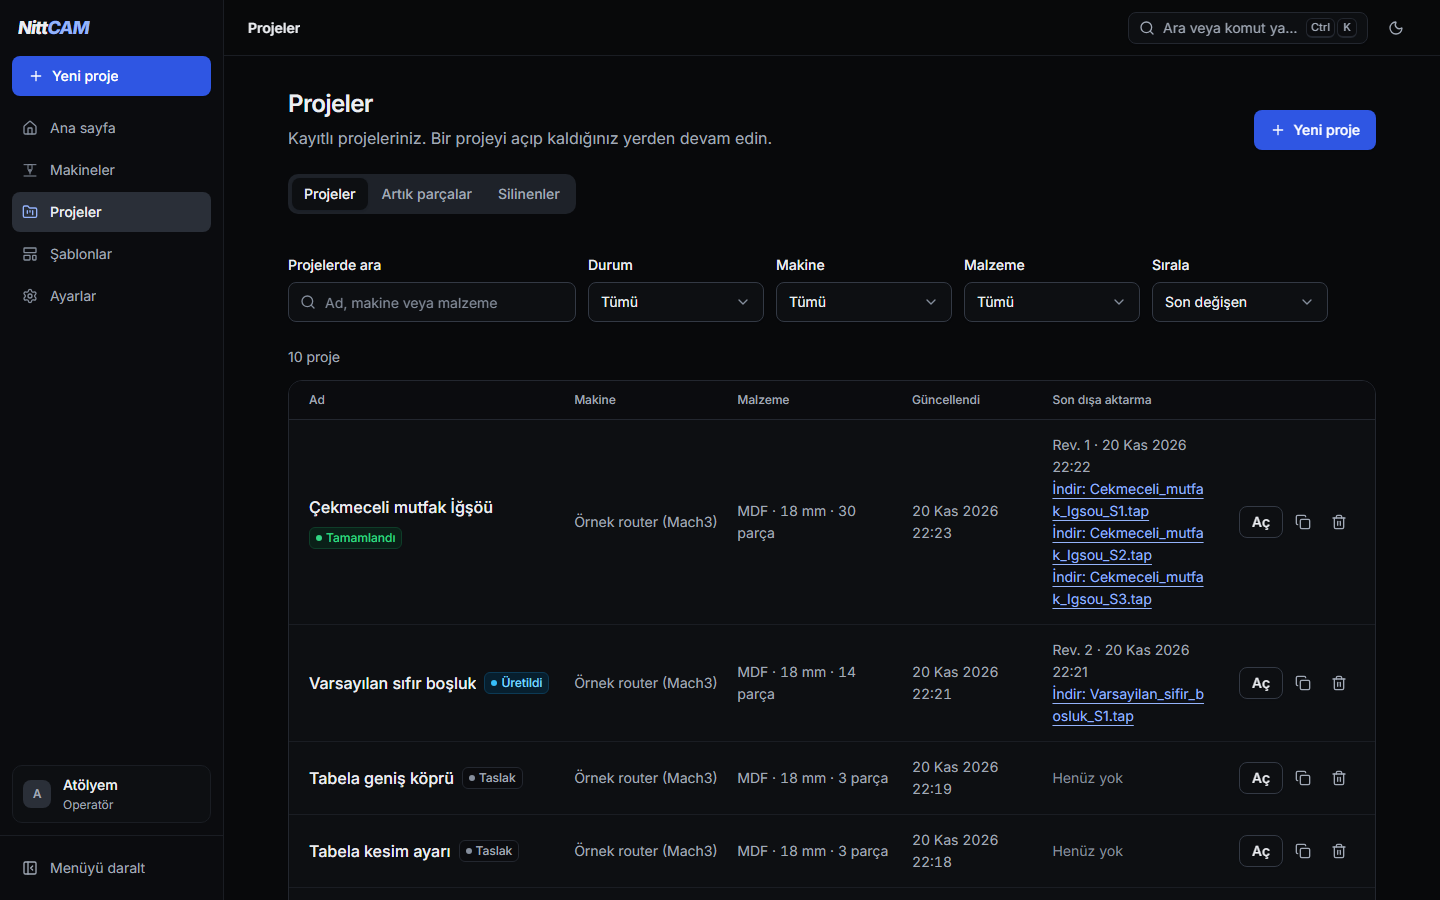 NittCAM
Yeni proje
Ana sayfa
Makineler
Projeler
Şablonlar
Ayarlar
A
Atölyem
Operatör
Menüyü daralt
Projeler
Ara veya komut ya...
Ctrl
K
Projeler
Kayıtlı projeleriniz. Bir projeyi açıp kaldığınız yerden devam edin.
Yeni proje
Projeler
Artık parçalar
Silinenler
Projelerde ara
Durum
Makine
Malzeme
Sırala
Ad, makine veya malzeme
Tümü
Tümü
Tümü
Son değişen
10 proje
Ad
Makine
Malzeme
Güncellendi
Son dışa aktarma
Çekmeceli mutfak İğşöü
Tamamlandı
Örnek router (Mach3)
MDF · 18 mm · 30
parça
20 Kas 2026
22:23
Rev. 1 · 20 Kas 2026
22:22
İndir: Cekmeceli_mutfa
k_Igsou_S1.tap
İndir: Cekmeceli_mutfa
k_Igsou_S2.tap
İndir: Cekmeceli_mutfa
k_Igsou_S3.tap
Aç
Varsayılan sıfır boşluk
Üretildi
Örnek router (Mach3)
MDF · 18 mm · 14
parça
20 Kas 2026
22:21
Rev. 2 · 20 Kas 2026
22:21
İndir: Varsayilan_sifir_b
osluk_S1.tap
Aç
Tabela geniş köprü
Taslak
Örnek router (Mach3)
MDF · 18 mm · 3 parça
20 Kas 2026
22:19
Henüz yok
Aç
Tabela kesim ayarı
Taslak
Örnek router (Mach3)
MDF · 18 mm · 3 parça
20 Kas 2026
22:18
Henüz yok
Aç